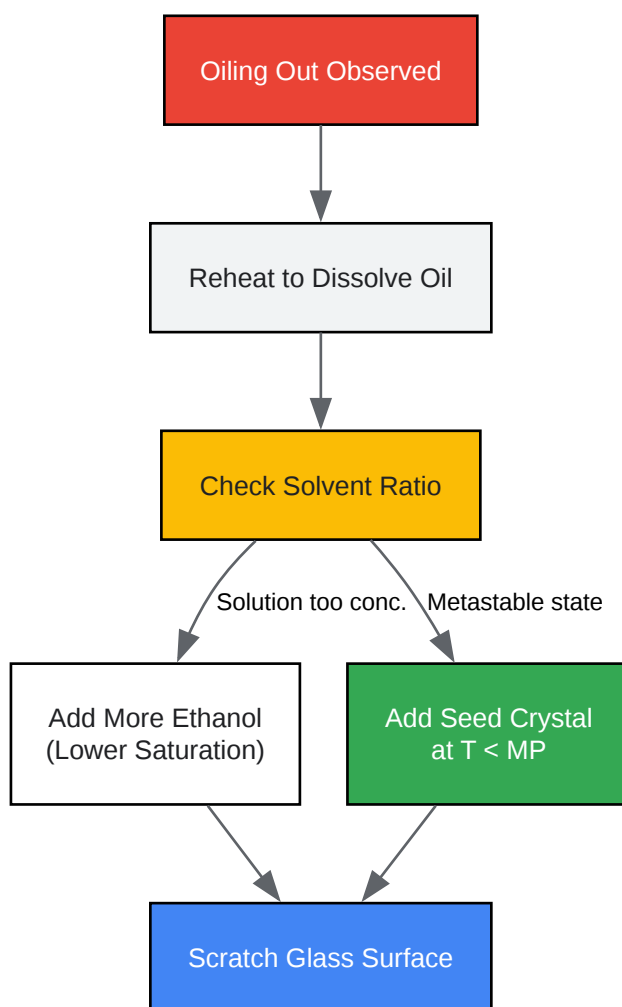 Oiling Out Observed
Reheat to Dissolve Oil
Check Solvent Ratio
Solution too conc.
Metastable state
Add More Ethanol
(Lower Saturation)
Add Seed Crystal
at T < MP
Scratch Glass Surface